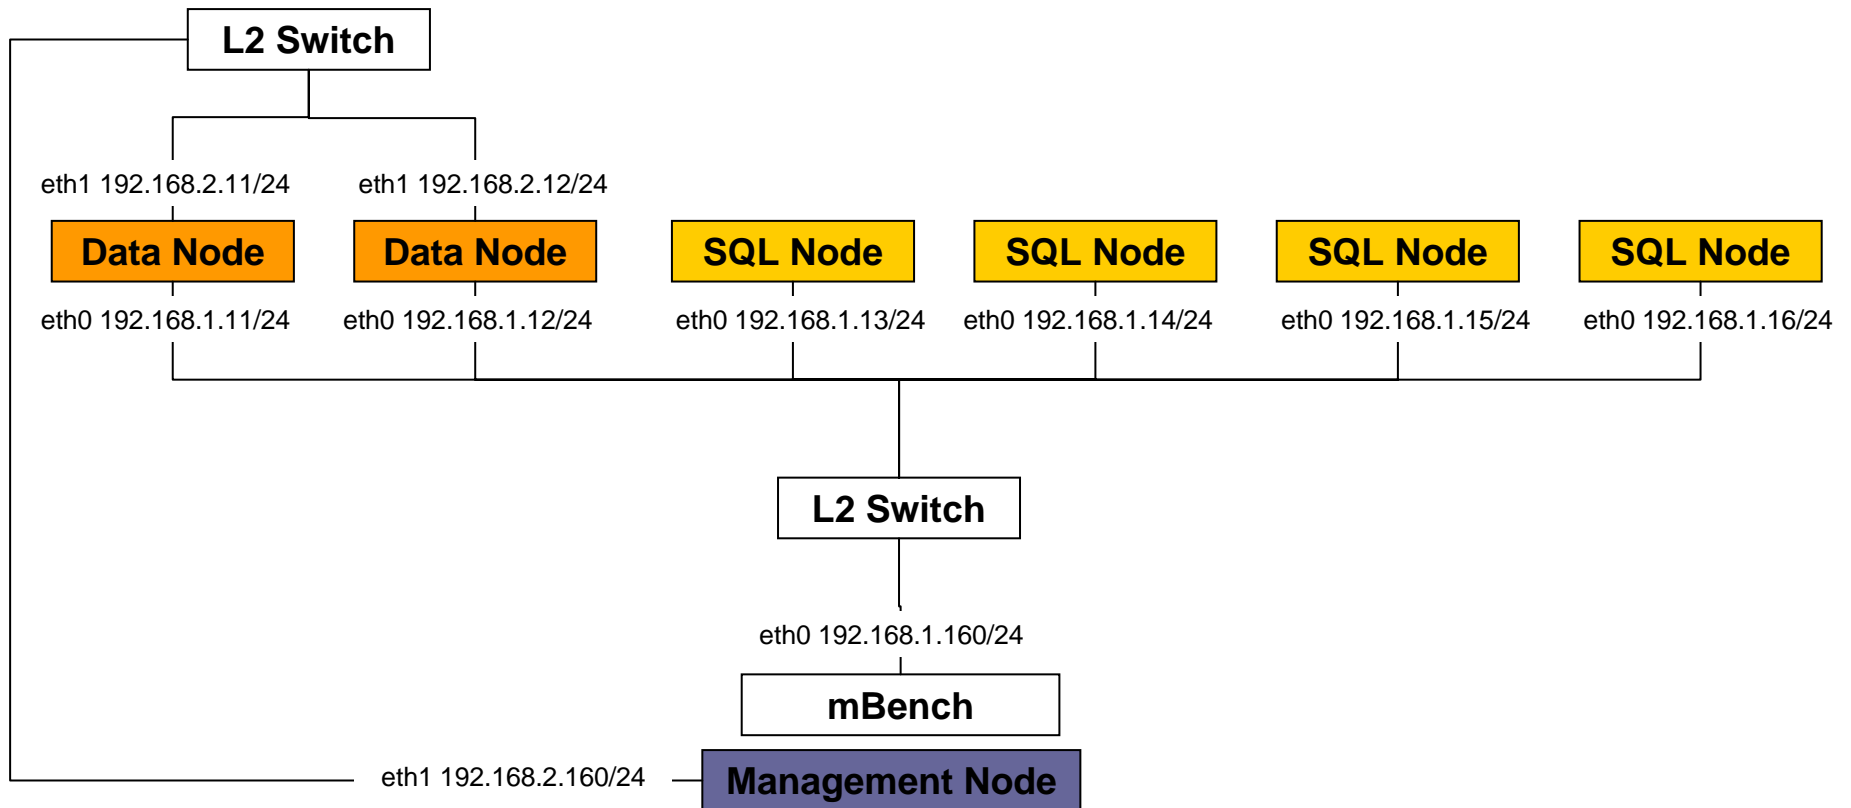 L2 Switch
eth1 192.168.2.11/24
eth1 192.168.2.12/24
Data Node
Data Node
SQL Node
SQL Node
SQL Node
SQL Node
eth0 192.168.1.11/24
eth0 192.168.1.12/24
eth0 192.168.1.13/24
eth0 192.168.1.14/24
eth0 192.168.1.15/24
eth0 192.168.1.16/24
L2 Switch
eth0 192.168.1.160/24
mBench
eth1 192.168.2.160/24
Management Node